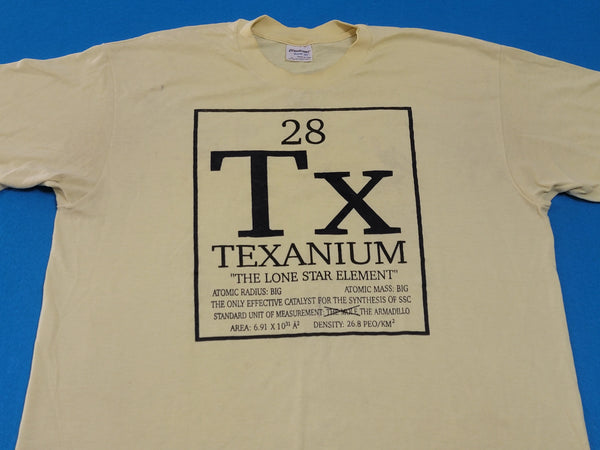 28
Tx
TEXANIUM
"THE LONE STAR ELEMENT"
ATOMIC RADIUS: BIG ATOMIC MASS: BIG
THE ONLY EFFECTIVE CATALYST FOR THE SYNTHESIS OF SSC
STANDARD UNIT OF MEASUREMENT: THE MILE THE ARMADILLO
AREA: 6.91 X 10³¹ Å² DENSITY: 26.8 PEO/KM²